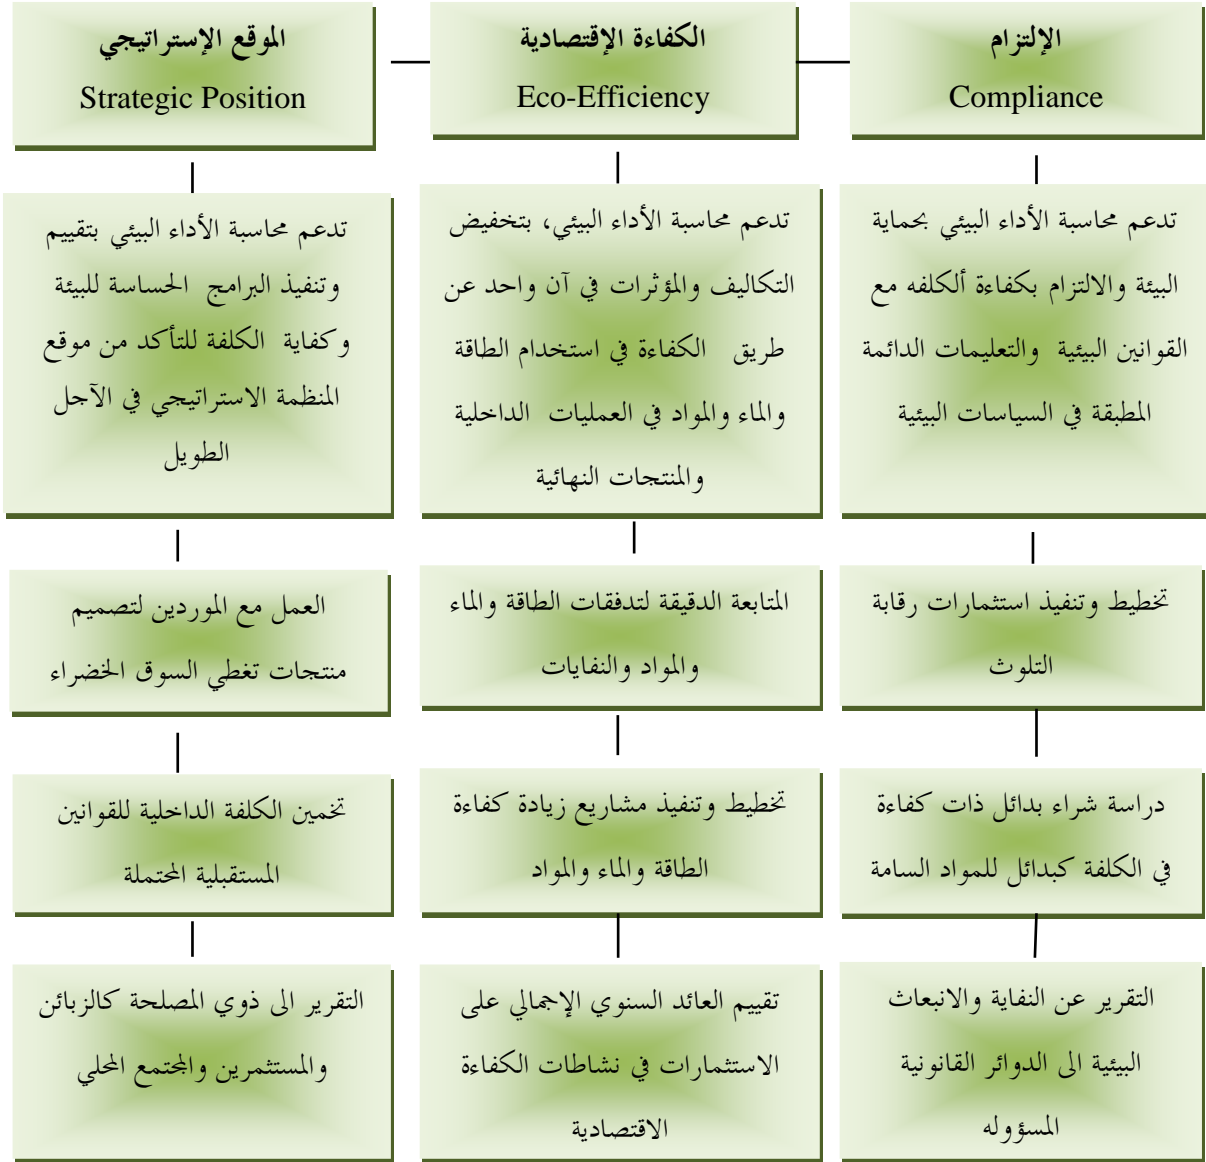 الإلتزام
Compliance
تدعم محاسبة الأداء البيئي بحماية
البيئة والالتزام بكفاءة ألكلفه مع
القوانين البيئية والتعليمات الدائمة
المطبقة في السياسات البيئية
تخطيط وتنفيذ استثمارات رقابة
التلوث
دراسة شراء بدائل ذات كفاءة
في الكلفة كبدائل للمواد السامة
التقرير عن النفاية والانبعاث
البيئية الى الدوائر القانونية
المسؤوله
الكفاءة الإقتصادية
Eco-Efficiency
تدعم محاسبة الأداء البيئي، بتخفيض
التكاليف والمؤثرات في آن واحد عن
طريق الكفاءة في استخدام الطاقة
والماء والمواد في العمليات الداخلية
والمنتجات النهائية
المتابعة الدقيقة لتدفقات الطاقة والماء
والمواد والنفايات
تخطيط وتنفيذ مشاريع زيادة كفاءة
الطاقة والماء والمواد
تقييم العائد السنوي الإجمالي على
الاستثمارات في نشاطات الكفاءة
الاقتصادية
الموقع الإستراتيجي
Strategic Position
تدعم محاسبة الأداء البيئي بتقييم
وتنفيذ البرامج الحساسة للبيئة
وكفاية الكلفة للتأكد من موقع
المنظمة الاستراتيجي في الآجل
الطويل
العمل مع الموردين لتصميم
منتجات تغطي السوق الخضراء
تخمين الكلفة الداخلية للقوانين
المستقبلية المحتملة
التقرير الى ذوي المصلحة كالزبائن
والمستثمرين والمجتمع المحلي